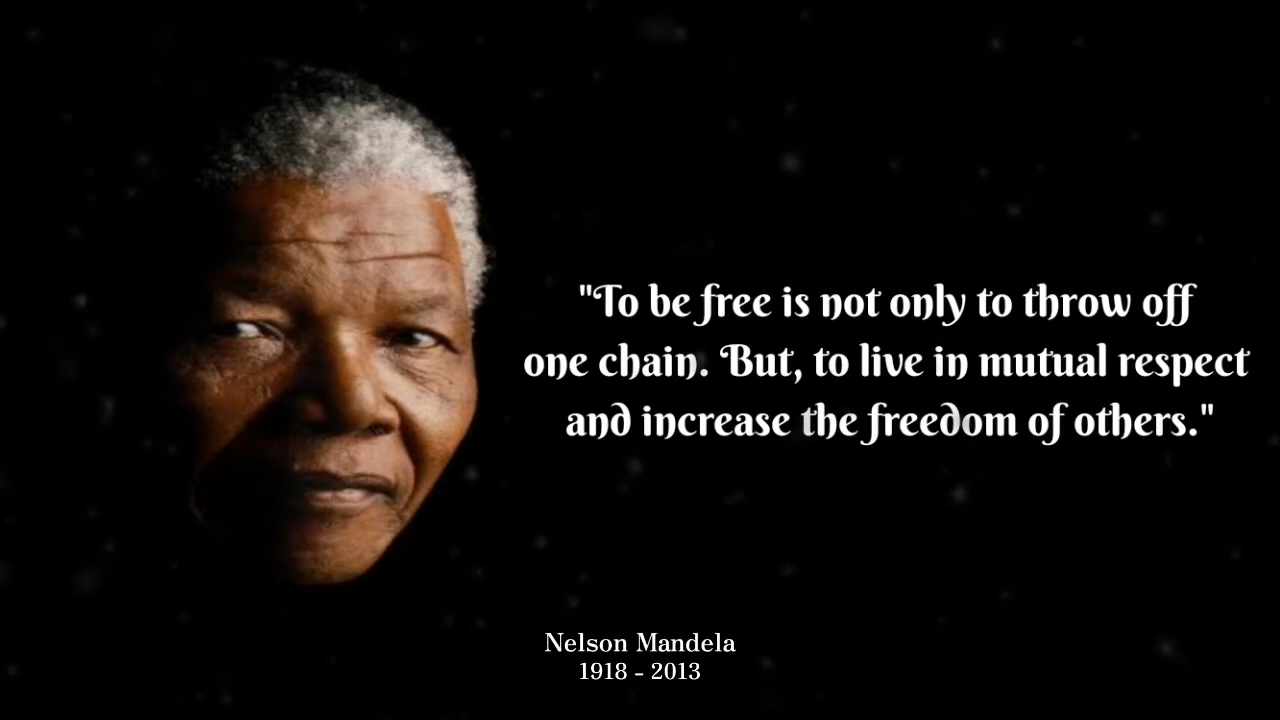 "To be free is not only to throw off
one chain. But, to live in mutual respect
and increase the freedom of others."
Nelson Mandela
1918 - 2013